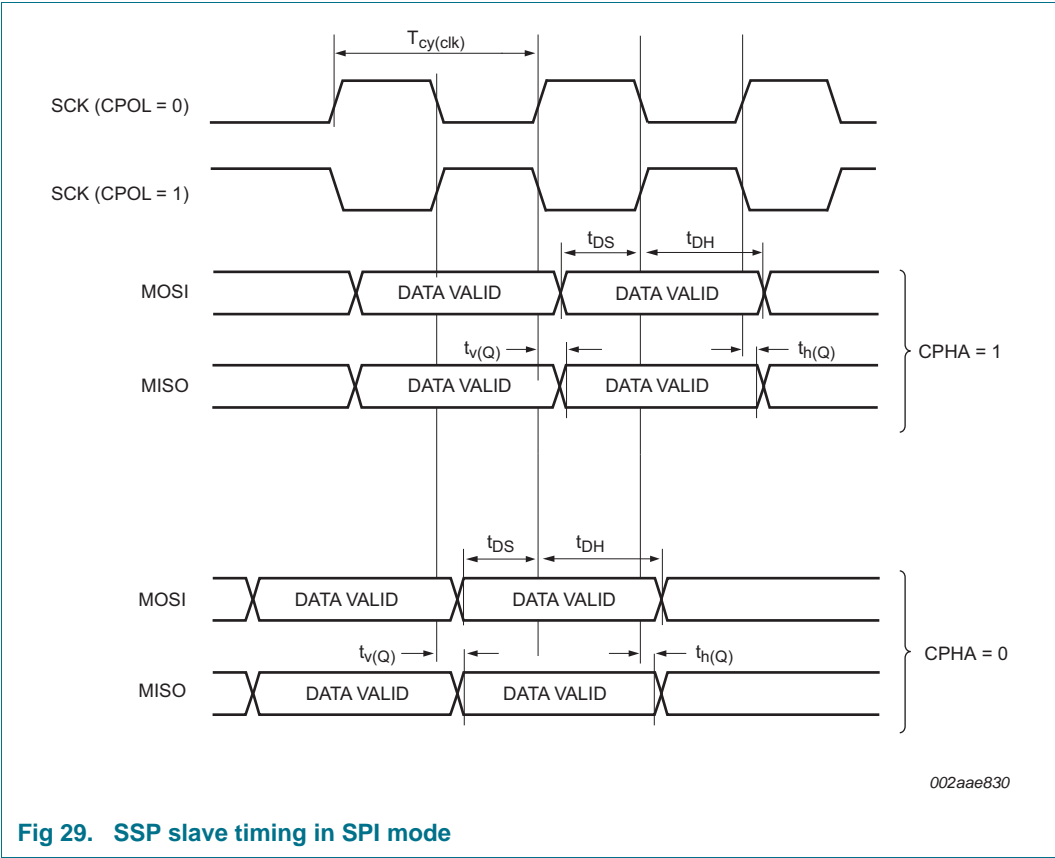 Tcy(clk)
SCK (CPOL = 0)
SCK (CPOL = 1)
tDS tDH
MOSI DATA VALID DATA VALID
tv(Q) th(Q)
CPHA = 1
MISO DATA VALID DATA VALID
tDS tDH
MOSI DATA VALID DATA VALID
tv(Q) th(Q)
CPHA = 0
MISO DATA VALID DATA VALID
002aae830
Fig 29. SSP slave timing in SPI mode